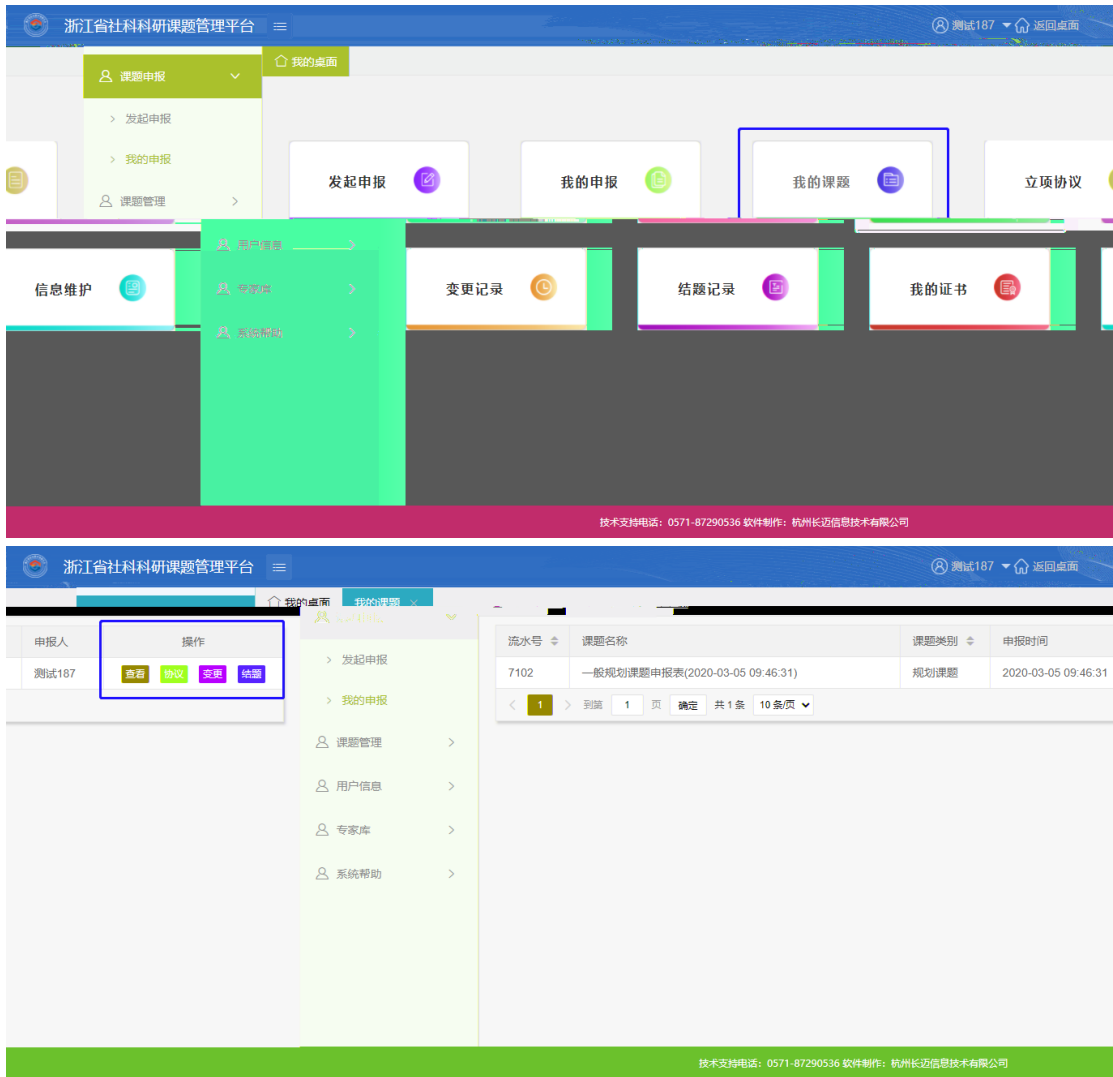 浙江省社科科研课题管理平台
测试187
返回桌面
课题申报
我的桌面
发起申报
我的申报
课题管理
发起申报
我的申报
我的课题
立项协议
用户信息
专家库
系统帮助
信息维护
变更记录
结题记录
我的证书
技术支持电话：0571-87290536 软件制作：杭州长迈信息技术有限公司
浙江省社科科研课题管理平台
测试187
返回桌面
我的桌面
我的课题
申报人
操作
测试187
查看
协议
变更
结题
发起申报
我的申报
课题管理
用户信息
专家库
系统帮助
流水号
课题名称
课题类别
申报时间
7102
一般规划课题申报表(2020-03-05 09:46:31)
规划课题
2020-03-05 09:46:31
1
到第 1 页 确定 共 1 条 10 条/页
技术支持电话：0571-87290536 软件制作：杭州长迈信息技术有限公司